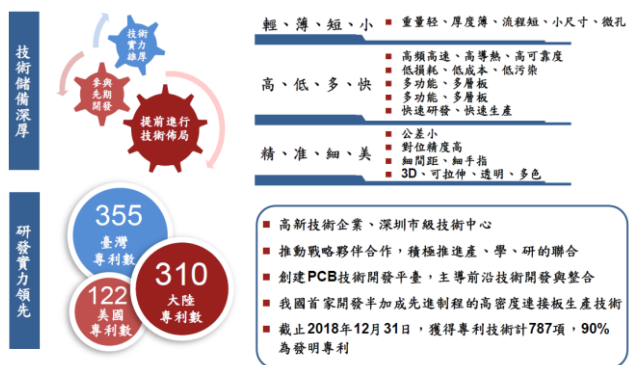 技術儲備深厚
技術
實力
雄厚
參與
先期
開發
提前進行
技術佈局
輕、薄、短、小
重量轻、厚度薄、流程短、小尺寸、微孔
高、低、多、快
高頻高速、高導熱、高可靠度
低損耗、低成本、低污染
多功能、多層板
多功能、多層板
快速研發、快速生產
精、准、細、美
公差小
對位精度高
細間距、細手指
3D、可拉伸、透明、多色
研發實力領先
355
臺灣
專利數
122
美國
專利數
310
大陸
專利數
高新技術企業、深圳市級技術中心
推動戰略夥伴合作，積極推進產、學、研的聯合
創建PCB技術開發平臺，主導前沿技術開發與整合
我國首家開發半加成先進制程的高密度连接板生產技術
截止2018年12月31日，獲得專利技術計787項，90%
為發明專利